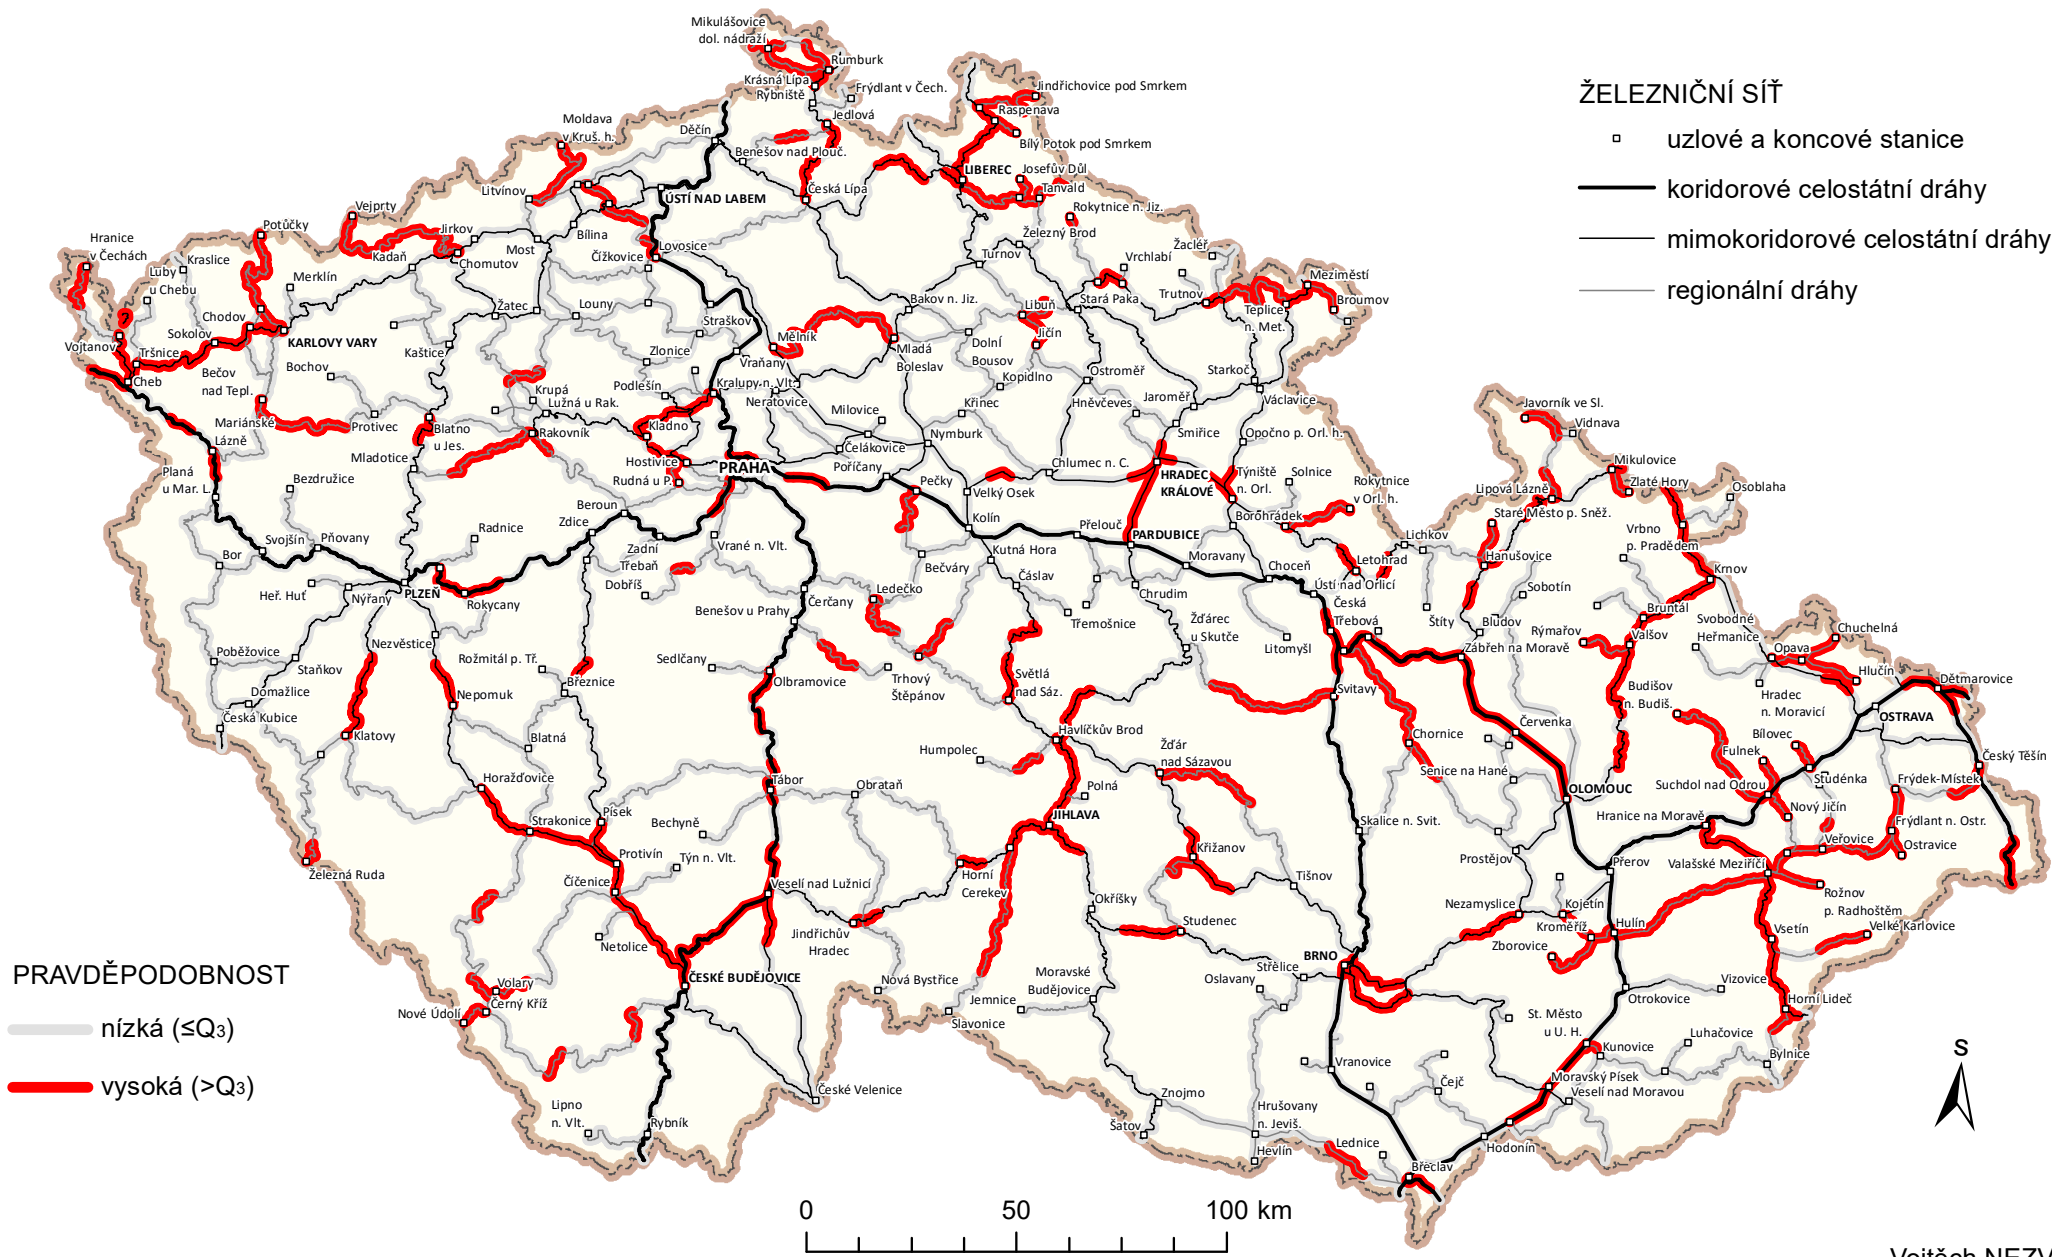 ŽELEZNIČNÍ SÍŤ
uzlové a koncové stanice
koridorové celostátní dráhy
mimokoridorové celostátní dráhy
regionální dráhy
PRAVDĚPODOBNOST
nízká (≤Q3)
vysoká (>Q3)
0 50 100 km
S
Mikulášovice
dol. nádraží
Rumburk
Krásná Lípa
Rybniště
Frýdlant v Čech.
Jedlová
Jindřichovice pod Smrkem
Raspenava
Bílý Potok pod Smrkem
Moldava
v Kruš. h.
Děčín
Benešov nad Plouč.
LIBEREC
Josefův Důl
Tanvald
Litvínov
ÚSTÍ NAD LABEM
Česká Lípa
Rokytnice n. Jiz.
Vejprty
Potůčky
Hranice
v Čechách
Jirkov
Most
Bílina
Lovosice
Železný Brod
Žacléř
Luby
u Chebu
Kraslice
Merklín
Kadaň
Chomutov
Čížkovice
Turnov
Vrchlabí
Meziměstí
Chodov
Sokolov
Žatec
Louny
Straškov
Bakov n. Jiz.
Libuň
Stará Paka
Trutnov
Teplice
n. Met.
Broumov
Vojtanov
Tršnice
KARLOVY VARY
Kaštice
Zlonice
Mělník
Mladá
Boleslav
Dolní
Bousov
Jičín
Vraňany
Cheb
Bečov
nad Tepl.
Bochov
Krupá
Podlešín
Kralupy n. Vlt.
Neratovice
Kopidlno
Ostroměř
Starkoč
Lužná u Rak.
Milovice
Křinec
Hněvčeves
Jaroměř
Václavice
Mariánské
Lázně
Protivec
Blatno
u Jes.
Rakovník
Kladno
Čelákovice
Nymburk
Smiřice
Opočno p. Orl. h.
Javorník ve Sl.
Vidnava
Planá
u Mar. L.
Mladotice
Hostivice
PRAHA
Poříčany
Chlumec n. C.
Týniště
n. Orl.
Solnice
Mikulovice
Bezdružice
Rudná u P.
Pečky
Velký Osek
HRADEC
KRÁLOVÉ
Rokytnice
v Orl. h.
Lipová Lázně
Zlaté Hory
Osoblaha
Beroun
Zdice
Kolín
Přelouč
Borohrádek
Staré Město p. Sněž.
Vrbno
p. Pradědem
Bor
Svojšín
Pňovany
Radnice
Zadní
Třebaň
Vrané n. Vlt.
Kutná Hora
PARDUBICE
Moravany
Letohrad
Lichkov
Hanušovice
Krnov
Heř. Huť
Nýřany
PLZEŇ
Rokycany
Dobříš
Bečváry
Ledečko
Čáslav
Chrudim
Choceň
Ústí nad Orlicí
Sobotín
Benešov u Prahy
Čerčany
Třemošnice
Česká
Třebová
Štíty
Bludov
Bruntál
Svobodné
Heřmanice
Chuchelná
Nezvěstice
Žďárec
u Skutče
Litomyšl
Rýmařov
Valšov
Opava
Poběžovice
Staňkov
Rožmitál p. Tř.
Sedlčany
Zábřeh na Moravě
Hlučín
Domažlice
Nepomuk
Březnice
Olbramovice
Trhový
Štěpánov
Světlá
nad Sáz.
Svitavy
Budišov
n. Budiš.
Hradec
n. Moravicí
Dětmarovice
Česká Kubice
Klatovy
Blatná
Humpolec
Havlíčkův Brod
Žďár
nad Sázavou
Chornice
Červenka
OSTRAVA
Fulnek
Bílovec
Český Těšín
Horažďovice
Tábor
Obrataň
Polná
Senice na Hané
OLOMOUC
Suchdol nad Odrou
Studénka
Frýdek-Místek
Strakonice
Písek
Bechyně
JIHLAVA
Skalice n. Svit.
Hranice na Moravě
Nový Jičín
Frýdlant n. Ostr.
Železná Ruda
Protivín
Týn n. Vlt.
Křižanov
Prostějov
Přerov
Valašské Meziříčí
Veřovice
Ostravice
Číčenice
Veselí nad Lužnicí
Horní
Cerekev
Tišnov
Rožnov
p. Radhoštěm
Okříšky
Nezamyslice
Kojetín
Netolice
Jindřichův
Hradec
Studenec
Kroměříž
Hulín
Vsetín
Velké Karlovice
Zborovice
BRNO
Střelice
Volary
Černý Kříž
Nové Údolí
ČESKÉ BUDĚJOVICE
Nová Bystřice
Moravské
Budějovice
Oslavany
Otrokovice
Vizovice
Horní Lideč
Jemnice
Slavonice
St. Město
u U. H.
Kunovice
Luhačovice
Bylnice
Vranovice
Čejč
Moravský Písek
Veselí nad Moravou
Lipno
n. Vlt.
Rybník
České Velenice
Znojmo
Šatov
Hrušovany
n. Jeviš.
Hevlín
Lednice
Břeclav
Hodonín